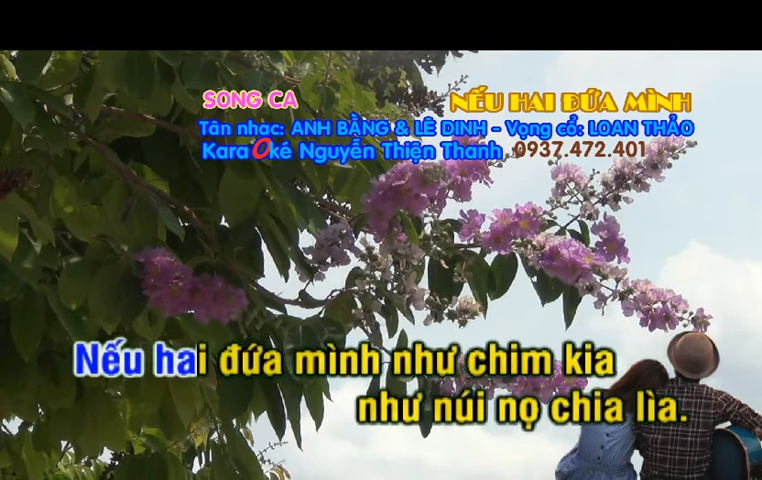 SONG CA
NẾU HAI ĐỨA MÌNH
Tân nhạc: ANH BẰNG & LÊ DINH - Vọng cổ: LOAN THẢO
KaraOké Nguyễn Thiện Thanh 0937.472.401
Nếu hai đứa mình như chim kia
như núi nọ chia lìa.